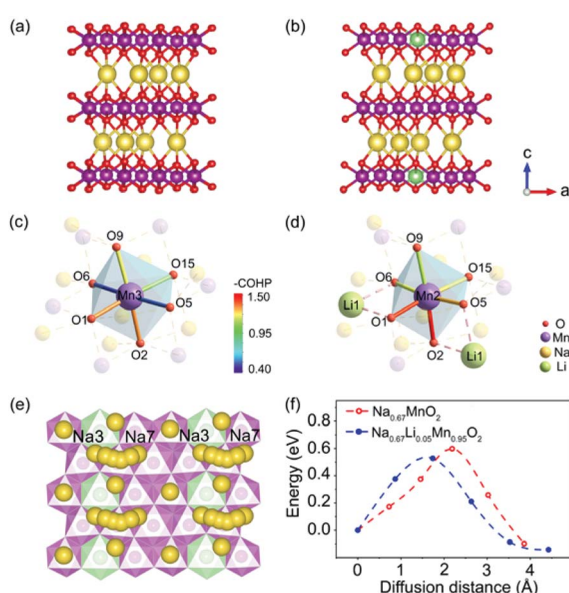 (a)
(b)
c
a
(c)
O9
O6
O15
Mn3
O5
O1
O2
-COHP
1.50
0.95
0.40
(d)
O9
O6
O15
Mn2
O5
Li1
O1
O2
Li1
O
Mn
Na
Li
(e)
Na3 Na7 Na3 Na7
(f)
Na0.67MnO2
Na0.67Li0.05Mn0.95O2
Energy (eV)
0.8
0.6
0.4
0.2
0.0
0 1 2 3 4
Diffusion distance (Å)